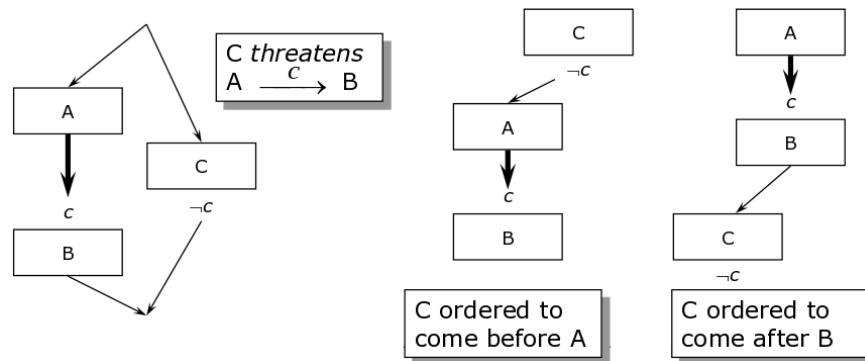 A
c
B
C
¬c
C threatens
A c B
C
¬c
A
c
B
C ordered to
come before A
A
c
B
C
¬c
C ordered to
come after B